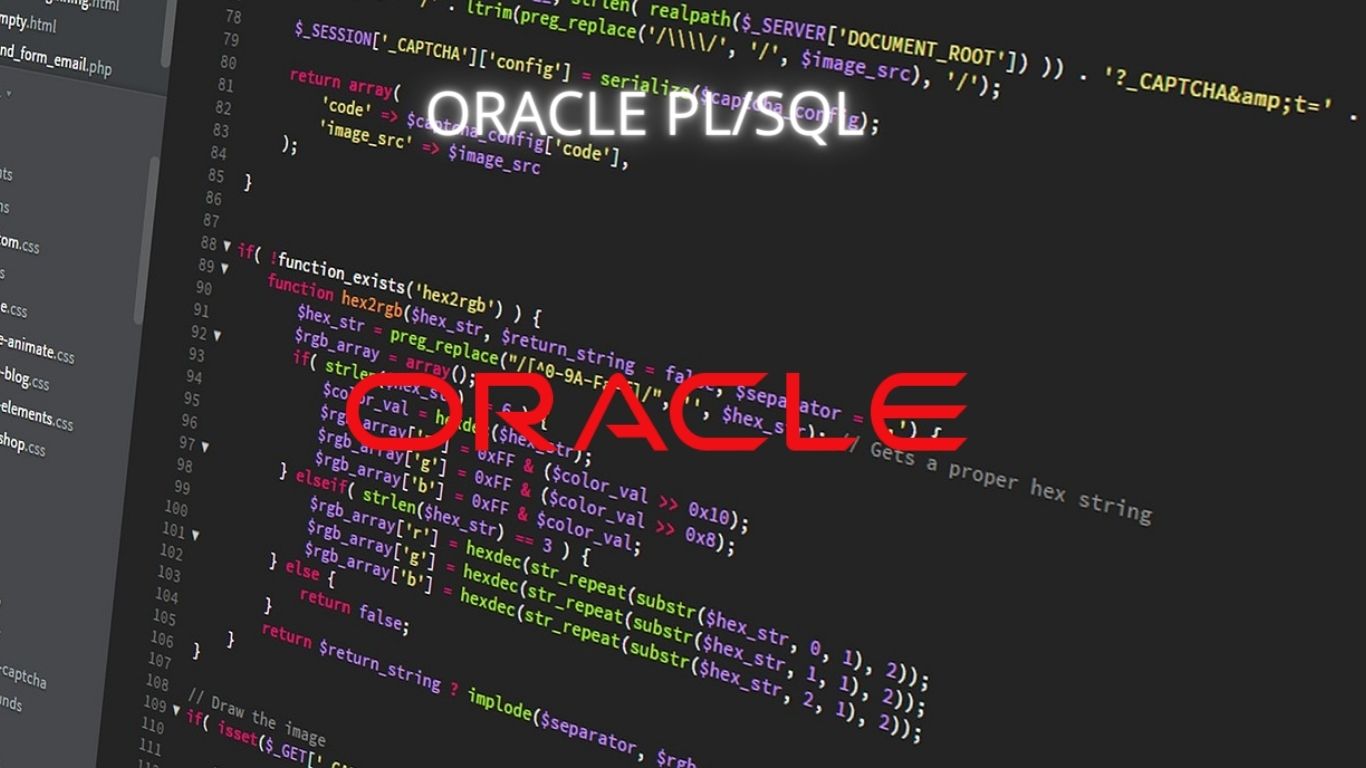 nning.html
mpty.html
nd_form_email.php
nts
ns
tom.css
s
e.css
e-animate.css
e-blog.css
-elements.css
shop.css
-captcha
unds
78 . ltrim(preg_replace('/\\\\/', '/', $image_src), '/');
strlen( realpath($_SERVER['DOCUMENT_ROOT']) )) . '?_CAPTCHA&amp;t=' .
79
80 $_SESSION['_CAPTCHA']['config'] = serialize($captcha_config);
81
82 return array(
83 'code' => $captcha_config['code'],
84 'image_src' => $image_src
85 );
86 }
87
88
89 if( !function_exists('hex2rgb') ) {
90 function hex2rgb($hex_str, $return_string = false, $separator = ',') {
91 $hex_str = preg_replace("/[^0-9A-Fa-f]/", '', $hex_str); // Gets a proper hex string
92 $rgb_array = array();
93 if( strlen($hex_str) == 6 ) {
94 $color_val = hexdec($hex_str);
95 $rgb_array['r'] = 0xFF & ($color_val >> 0x10);
96 $rgb_array['g'] = 0xFF & ($color_val >> 0x8);
97 $rgb_array['b'] = 0xFF & $color_val;
98 } elseif( strlen($hex_str) == 3 ) {
99 $rgb_array['r'] = hexdec(str_repeat(substr($hex_str, 0, 1), 2));
100 $rgb_array['g'] = hexdec(str_repeat(substr($hex_str, 1, 1), 2));
101 $rgb_array['b'] = hexdec(str_repeat(substr($hex_str, 2, 1), 2));
102 } else {
103 return false;
104 }
105 return $return_string ? implode($separator, $rgb
106 }
107 }
108
109 // Draw the image
110 if( isset($_GET['
111
ORACLE PL/SQL
ORACLE